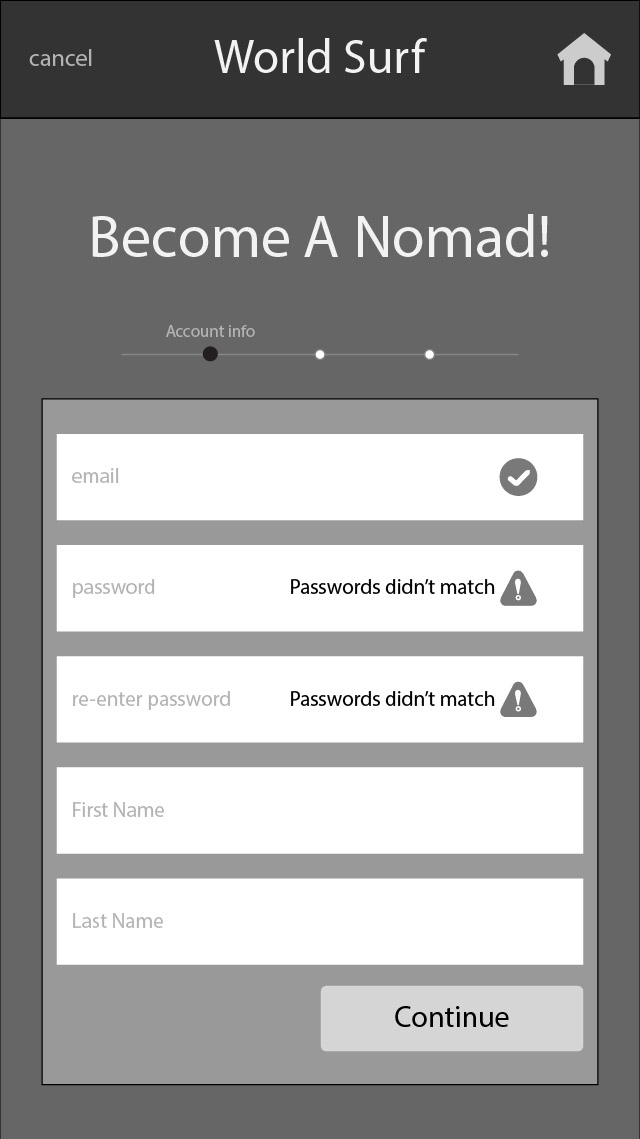 cancel
World Surf
Become A Nomad!
Account info
email
password
Passwords didn’t match
re-enter password
Passwords didn’t match
First Name
Last Name
Continue